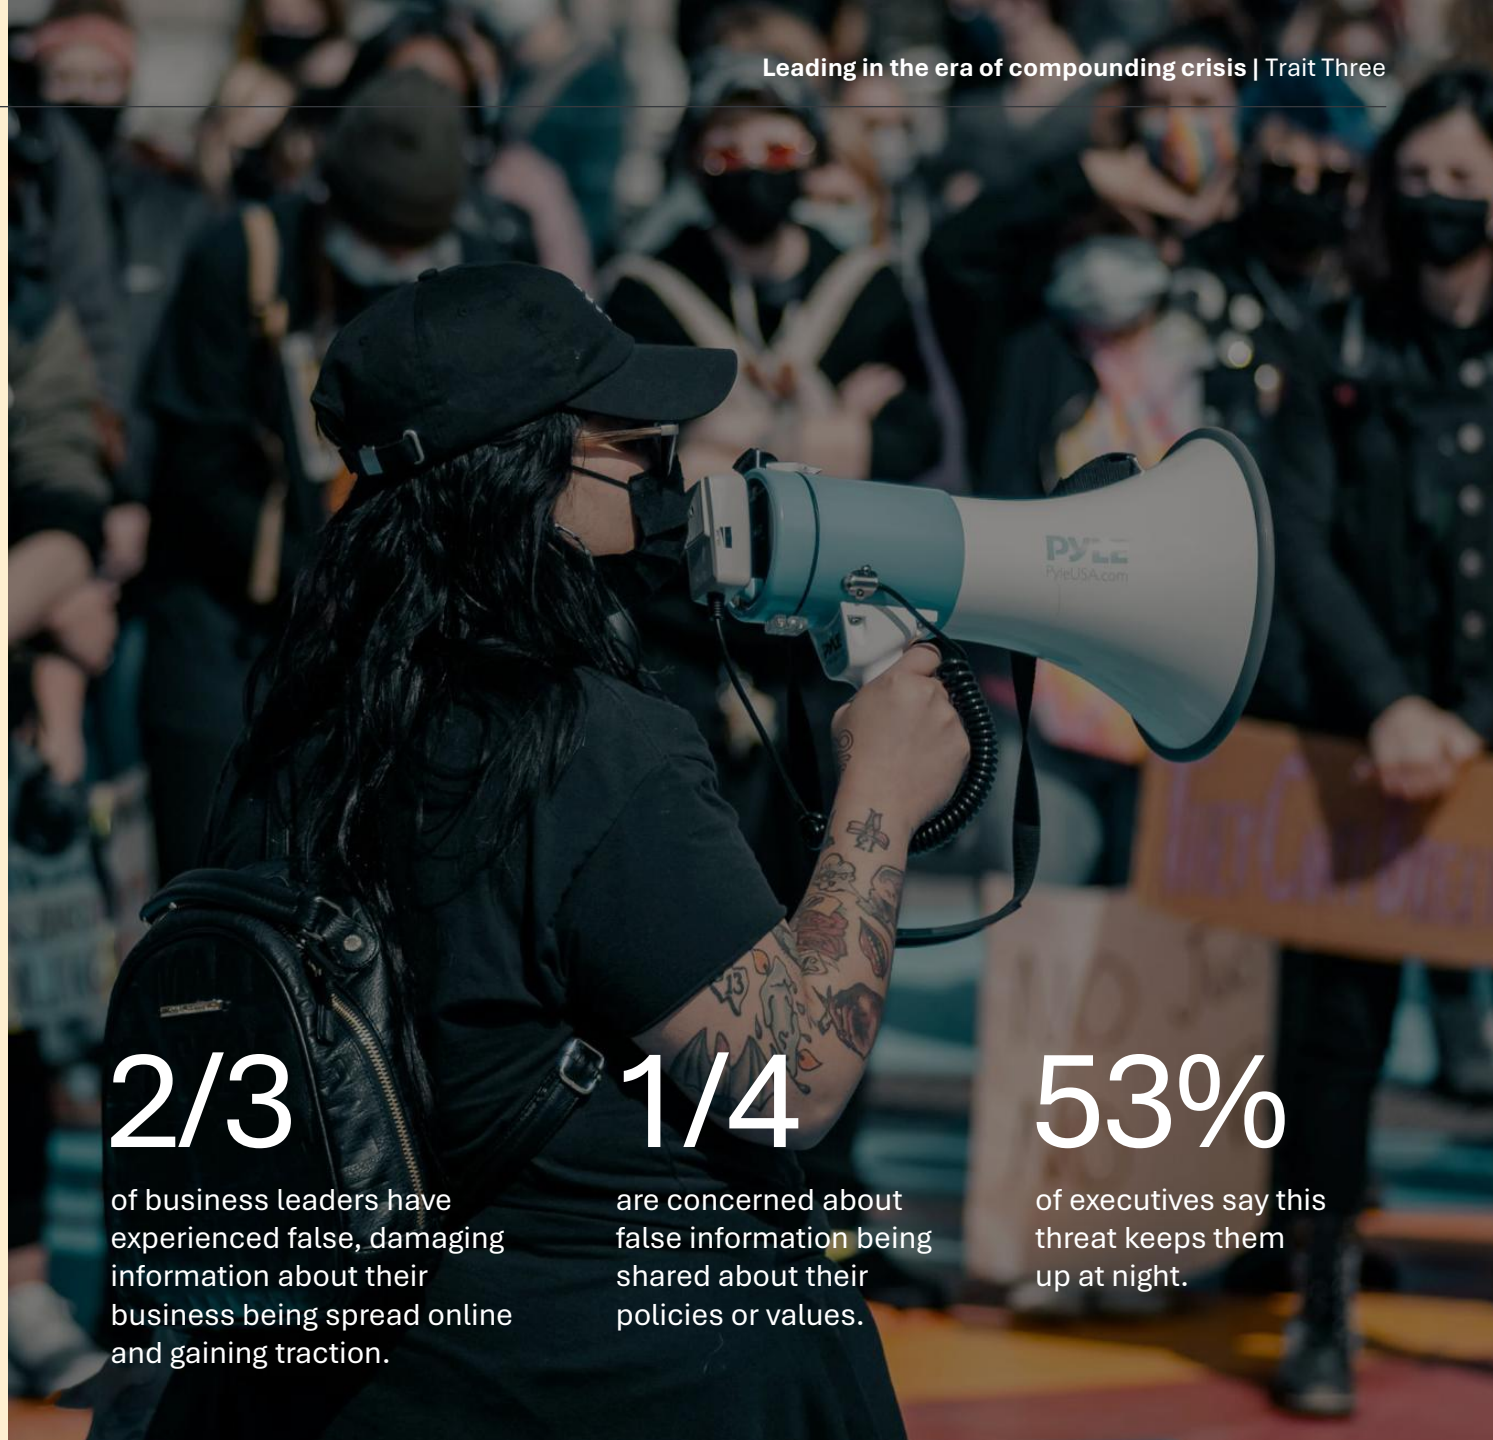 Leading in the era of compounding crisis | Trait Three
PYLE
PyleUSA.com
13
NO
2/3
of business leaders have
experienced false, damaging
information about their
business being spread online
and gaining traction.
1/4
are concerned about
false information being
shared about their
policies or values.
53%
of executives say this
threat keeps them
up at night.